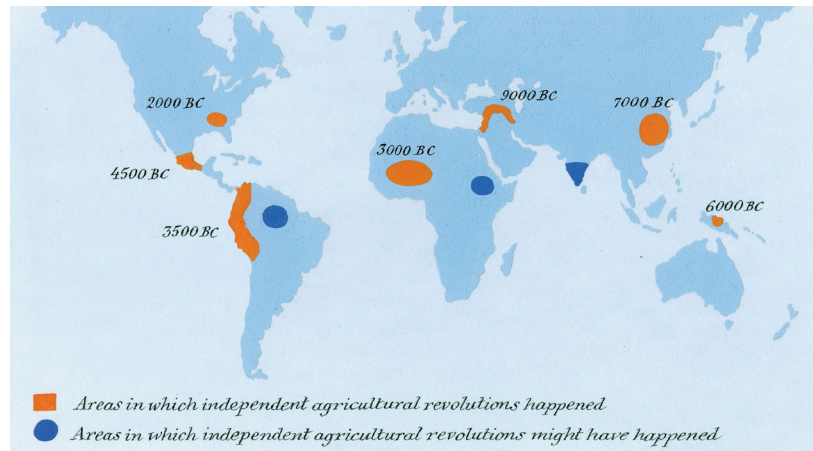 9000 BC
2000 BC
7000 BC
3000 BC
4500 BC
6000 BC
3500 BC
Areas in which independent agricultural revolutions happened
Areas in which independent agricultural revolutions might have happened